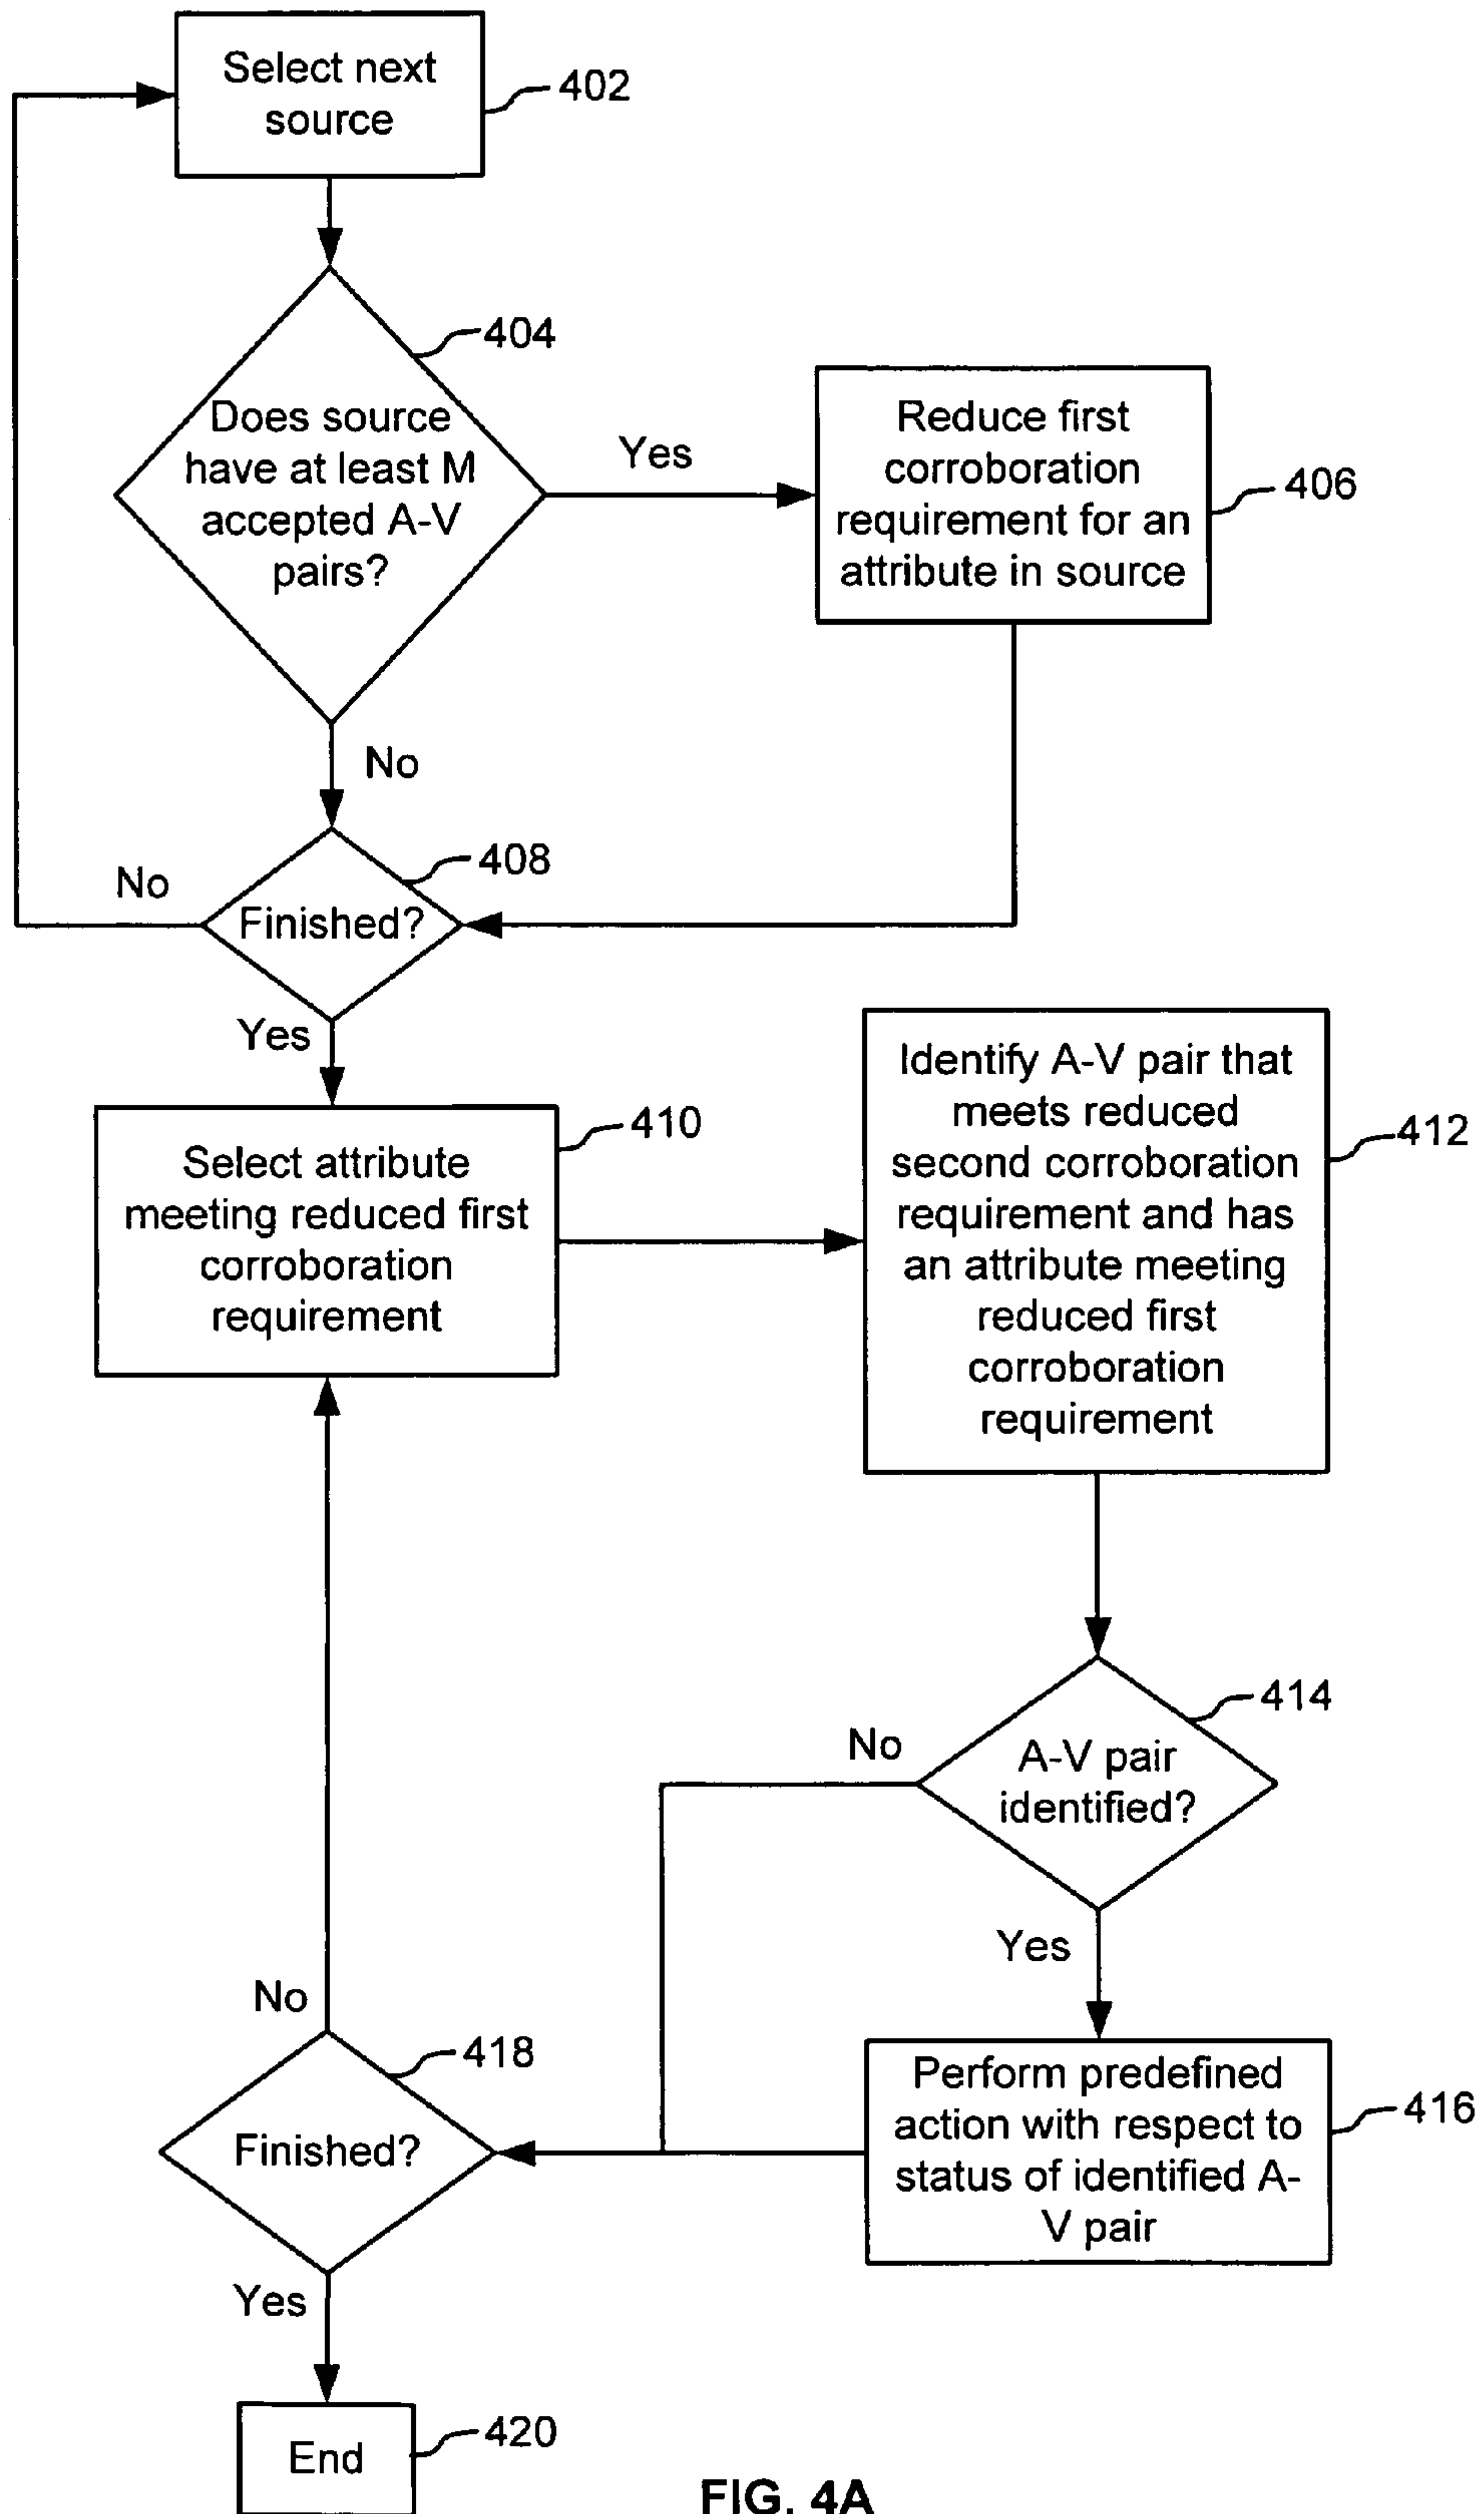 Select next
source
402
404
Does source
have at least M
accepted A-V
pairs?
Yes
Reduce first
corroboration
requirement for an
attribute in source
406
No
408
No
Finished?
Yes
410
Select attribute
meeting reduced first
corroboration
requirement
Identify A-V pair that
meets reduced
second corroboration
requirement and has
an attribute meeting
reduced first
corroboration
requirement
412
414
No
A-V pair
identified?
Yes
No
418
Finished?
Perform predefined
action with respect to
status of identified A-
V pair
416
Yes
End
420
FIG. 4A